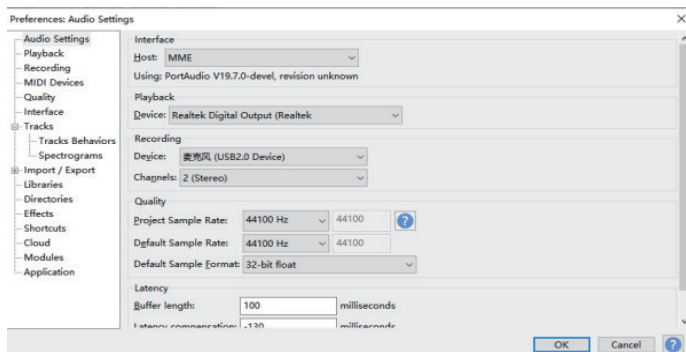 Preferences: Audio Settings
Audio Settings
Playback
Recording
MIDI Devices
Quality
Interface
Tracks
Tracks Behaviors
Spectrograms
Import / Export
Libraries
Directories
Effects
Shortcuts
Cloud
Modules
Application
Interface
Host: MME
Using: PortAudio V19.7.0-devel, revision unknown
Playback
Device: Realtek Digital Output (Realtek
Recording
Device: 麦克风 (USB2.0 Device)
Channels: 2 (Stereo)
Quality
Project Sample Rate: 44100 Hz 44100 ?
Default Sample Rate: 44100 Hz 44100
Default Sample Format: 32-bit float
Latency
Buffer length: 100 milliseconds
Latency compensation: -130 milliseconds
OK Cancel ?